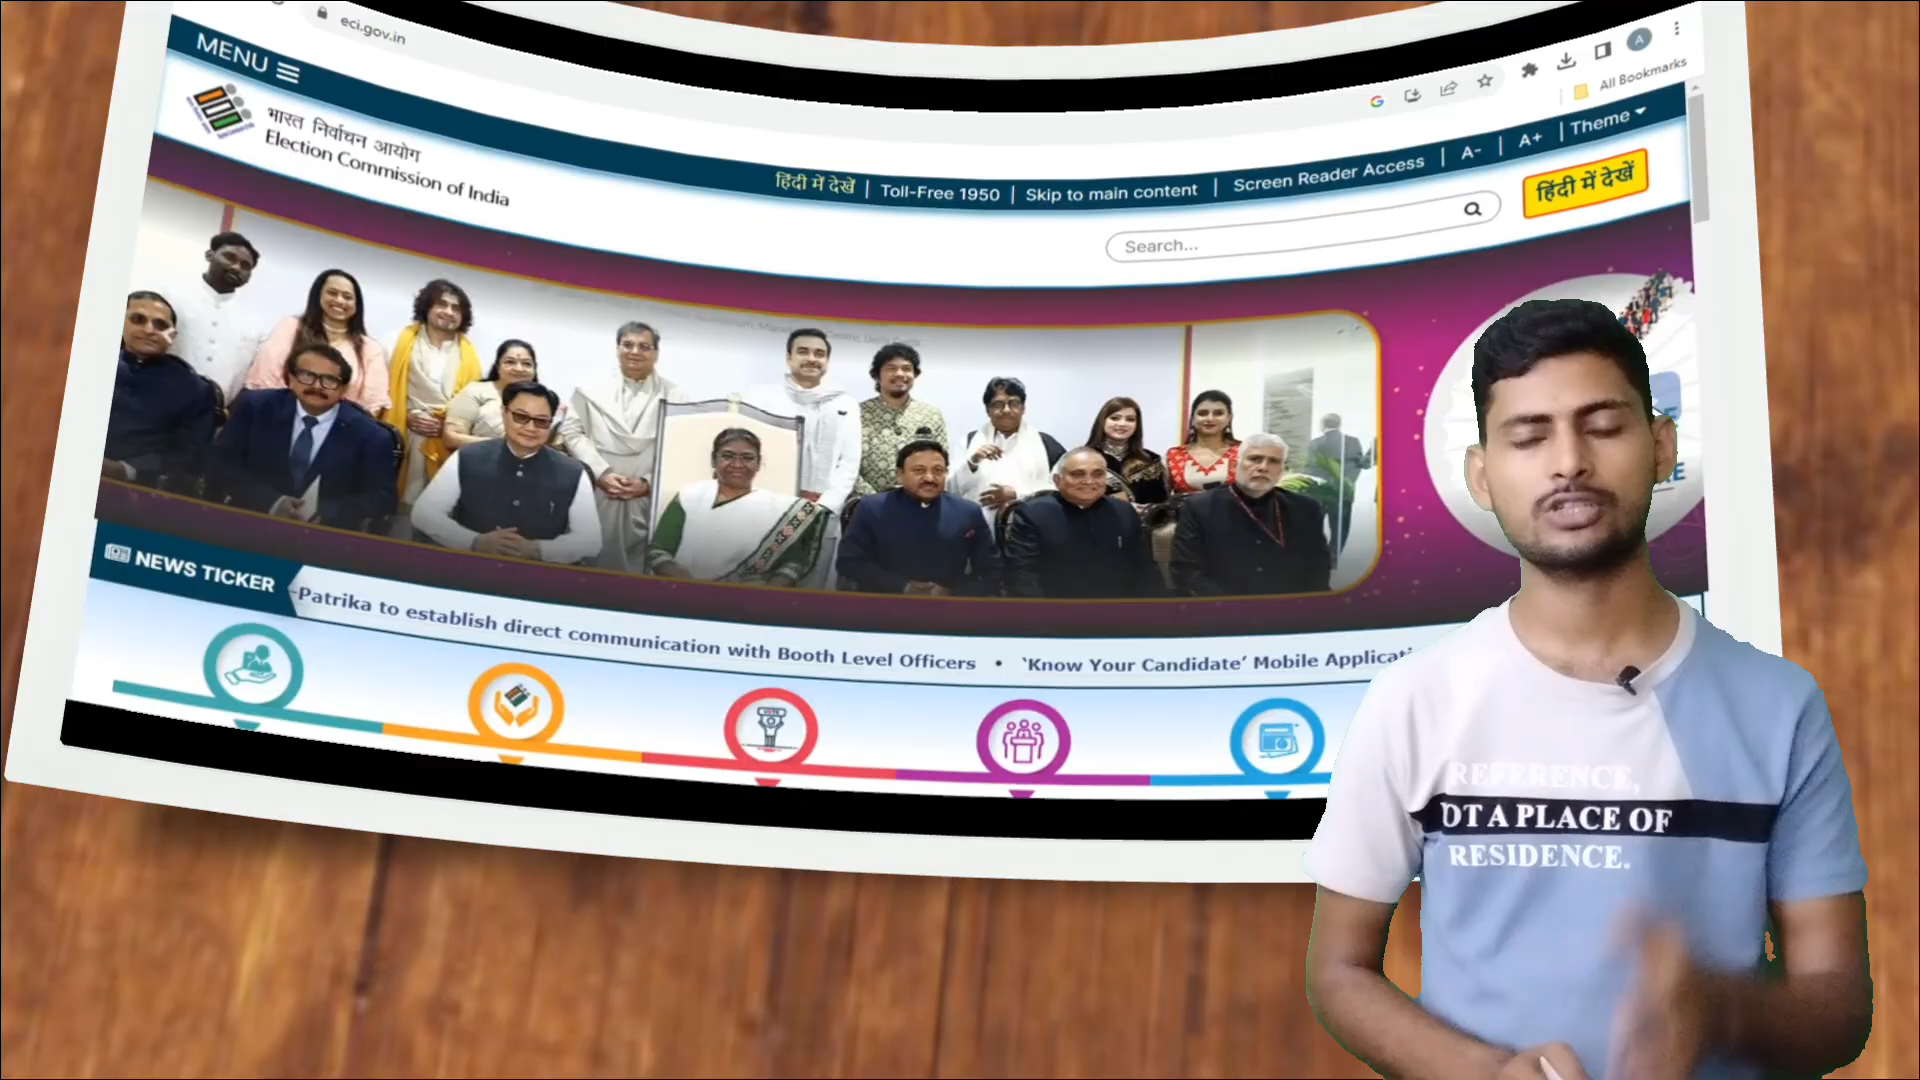 eci.gov.in
All Bookmarks
MENU
हिंदी में देखें | Toll-Free 1950 | Skip to main content | Screen Reader Access | A- | A+ | Theme
भारत निर्वाचन आयोग
Election Commission of India
Search...
हिंदी में देखें
NEWS TICKER
-Patrika to establish direct communication with Booth Level Officers • ‘Know Your Candidate’ Mobile Applicati
REFERENCE,
OT A PLACE OF
RESIDENCE.